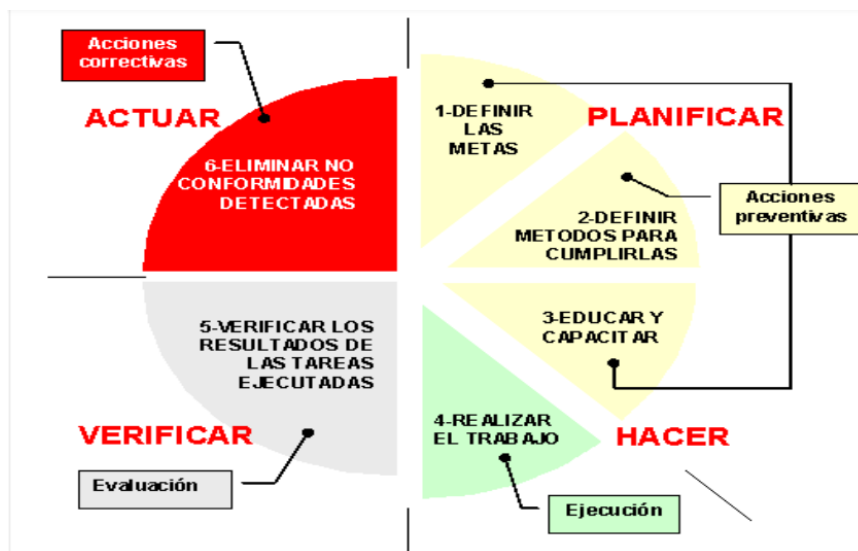 Acciones
correctivas
ACTUAR
6-ELIMINAR NO
CONFORMIDADES
DETECTADAS
1-DEFINIR
LAS
METAS
PLANIFICAR
2-DEFINIR
METODOS PARA
CUMPLIRLAS
Acciones
preventivas
3-EDUCAR Y
CAPACITAR
HACER
4-REALIZAR
EL TRABAJO
Ejecución
5-VERIFICAR LOS
RESULTADOS DE
LAS TAREAS
EJECUTADAS
VERIFICAR
Evaluación